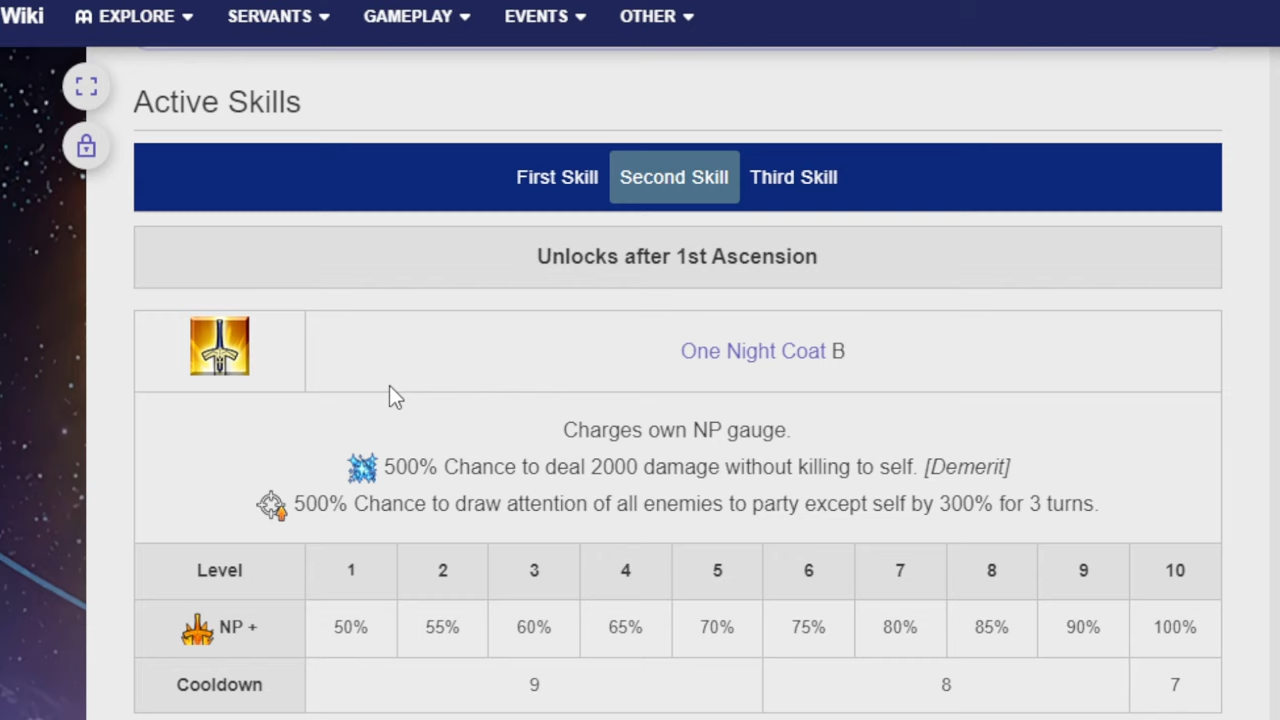 Wiki EXPLORE SERVANTS GAMEPLAY EVENTS OTHER
Active Skills
First Skill Second Skill Third Skill
Unlocks after 1st Ascension
One Night Coat B
Charges own NP gauge.
500% Chance to deal 2000 damage without killing to self. [Demerit]
500% Chance to draw attention of all enemies to party except self by 300% for 3 turns.
Level 1 2 3 4 5 6 7 8 9 10
NP + 50% 55% 60% 65% 70% 75% 80% 85% 90% 100%
Cooldown 9 8 7